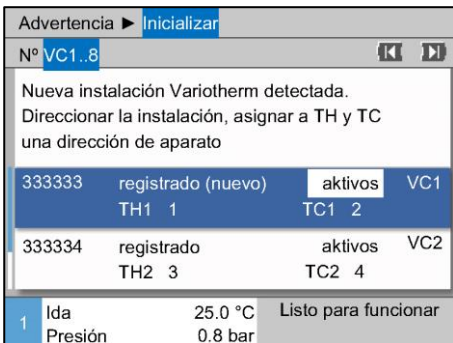 Advertencia ► Inicializar
Nº VC1..8
Nueva instalación Variotherm detectada.
Direccionar la instalación, asignar a TH y TC
una dirección de aparato
333333 registrado (nuevo) aktivos VC1
TH1 1 TC1 2
333334 registrado aktivos VC2
TH2 3 TC2 4
1 Ida 25.0 °C Listo para funcionar
Presión 0.8 bar